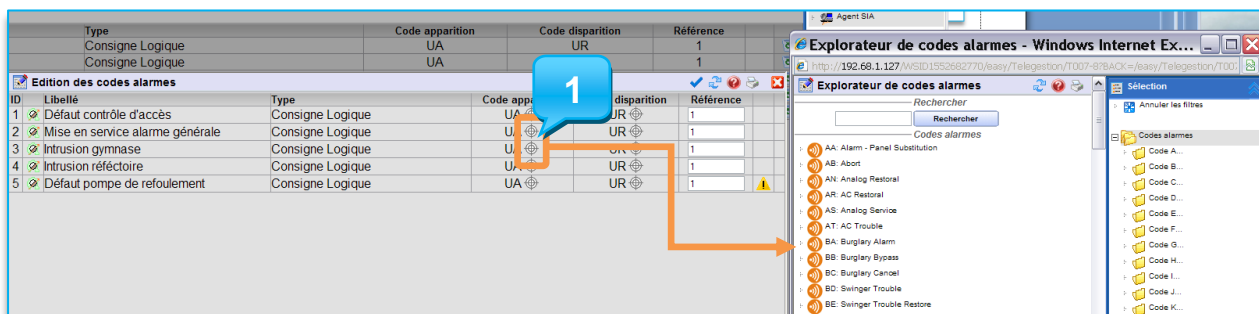 Agent SIA
Type Code apparition Code disparition Référence
Consigne Logique UA UR 1
Consigne Logique UA 1
Edition des codes alarmes
ID Libellé Type Code appa disparition Référence
1 Défaut contrôle d'accès Consigne Logique UA UR 1
2 Mise en service alarme générale Consigne Logique UA UR 1
3 Intrusion gymnase Consigne Logique UA UR 1
4 Intrusion réféctoire Consigne Logique UA UR 1
5 Défaut pompe de refoulement Consigne Logique UA UR 1
1
Explorateur de codes alarmes - Windows Internet Ex...
http://192.68.1.127/WSID1552682770/easy/Telegestion/T007-8?BACK=/easy/Telegestion/T007
Explorateur de codes alarmes
Rechercher
Rechercher
Codes alarmes
AA: Alarm - Panel Substitution
AB: Abort
AN: Analog Restoral
AR: AC Restoral
AS: Analog Service
AT: AC Trouble
BA: Burglary Alarm
BB: Burglary Bypass
BC: Burglary Cancel
BD: Swinger Trouble
BE: Swinger Trouble Restore
Sélection
Annuler les filtres
Codes alarmes
Code A...
Code B...
Code C...
Code D...
Code E...
Code F...
Code G...
Code H...
Code I...
Code J...
Code K...